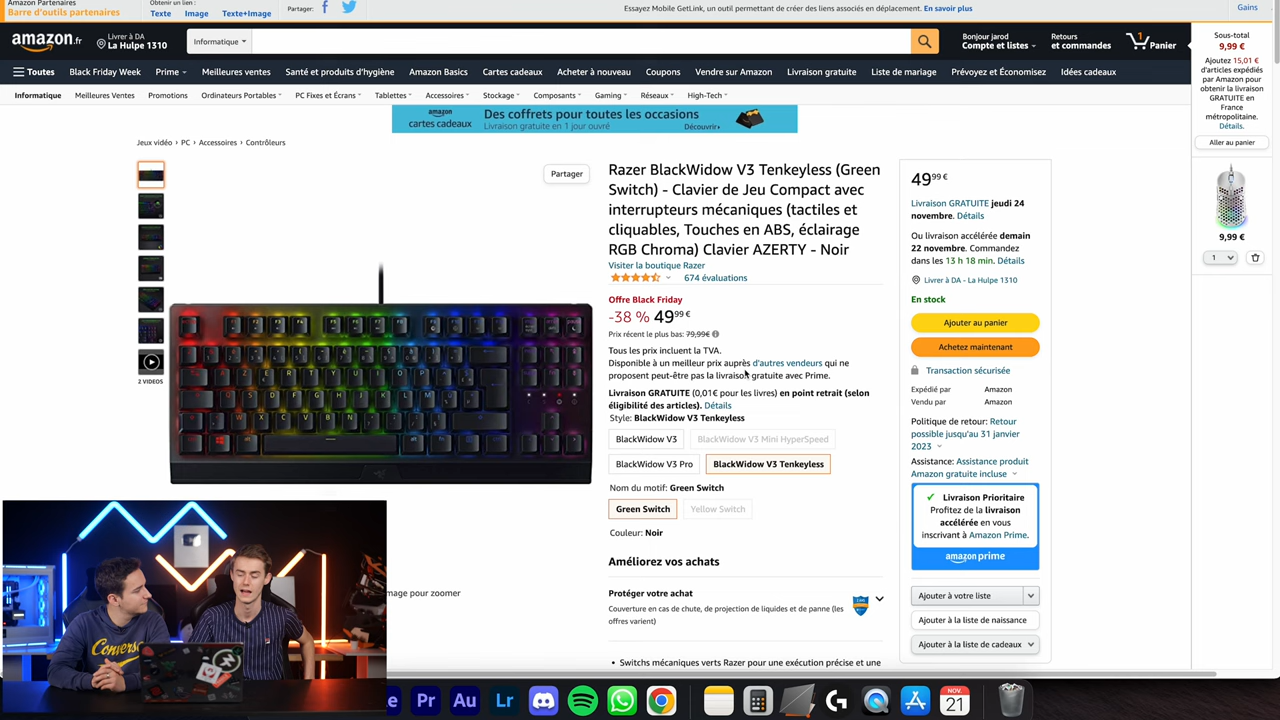 Amazon Partenaires
Barre d'outils partenaires
Obtenir un lien :
Texte Image Texte+Image
Partager:
Essayez Mobile GetLink, un outil permettant de créer des liens associés en déplacement. En savoir plus
Gains
amazon.fr
Livrer à DA
La Hulpe 1310
Informatique
Bonjour jarod
Compte et listes
Retours
et commandes
1
Panier
Toutes
Black Friday Week
Prime
Meilleures ventes
Santé et produits d'hygiène
Amazon Basics
Cartes cadeaux
Acheter à nouveau
Coupons
Vendre sur Amazon
Livraison gratuite
Liste de mariage
Prévoyez et Économisez
Idées cadeaux
Informatique
Meilleures Ventes
Promotions
Ordinateurs Portables
PC Fixes et Écrans
Tablettes
Accessoires
Stockage
Composants
Gaming
Réseaux
High-Tech
amazon
cartes cadeaux
Des coffrets pour toutes les occasions
Livraison gratuite en 1 jour ouvré
Découvrir
Jeux vidéo › PC › Accessoires › Contrôleurs
Partager
2 VIDEOS
mage pour zoomer
Razer BlackWidow V3 Tenkeyless (Green
Switch) - Clavier de Jeu Compact avec
interrupteurs mécaniques (tactiles et
cliquables, Touches en ABS, éclairage
RGB Chroma) Clavier AZERTY - Noir
Visiter la boutique Razer
674 évaluations
Offre Black Friday
-38 % 49,99 €
Prix récent le plus bas: 79,99€
Tous les prix incluent la TVA.
Disponible à un meilleur prix auprès d'autres vendeurs qui ne
proposent peut-être pas la livraison gratuite avec Prime.
Livraison GRATUITE (0,01€ pour les livres) en point retrait (selon
éligibilité des articles). Détails
Style: BlackWidow V3 Tenkeyless
BlackWidow V3
BlackWidow V3 Mini HyperSpeed
BlackWidow V3 Pro
BlackWidow V3 Tenkeyless
Nom du motif: Green Switch
Green Switch
Yellow Switch
Couleur: Noir
Améliorez vos achats
Protéger votre achat
Couverture en cas de chute, de projection de liquides et de panne (les
offres varient)
• Switchs mécaniques verts Razer pour une exécution précise et une
49,99 €
Livraison GRATUITE jeudi 24
novembre. Détails
Ou livraison accélérée demain
22 novembre. Commandez
dans les 13 h 18 min. Détails
Livrer à DA - La Hulpe 1310
En stock
Ajouter au panier
Achetez maintenant
Transaction sécurisée
Expédié par Amazon
Vendu par Amazon
Politique de retour: Retour
possible jusqu'au 31 janvier
2023
Assistance: Assistance produit
Amazon gratuite incluse
Livraison Prioritaire
Profitez de la livraison
accélérée en vous
inscrivant à Amazon Prime.
amazon prime
Ajouter à votre liste
Ajouter à la liste de naissance
Ajouter à la liste de cadeaux
Sous-total
9,99 €
Ajoutez 15,01 €
d'articles expédiés
par Amazon pour
obtenir la livraison
GRATUITE en
France
métropolitaine.
Détails.
Aller au panier
9,99 €
1
Pr
Au
Lr
NOV.
21